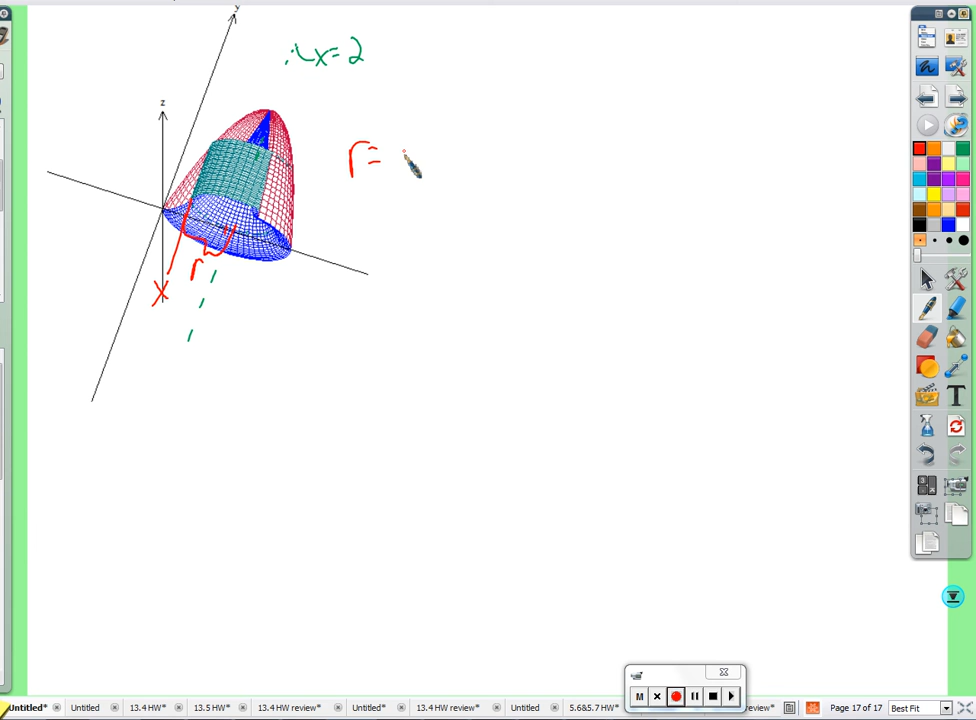 y
x=2
z
r=
r
x
M
Untitled*
Untitled
13.4 HW*
13.5 HW*
13.4 HW review*
Untitled*
13.4 HW review*
Untitled
5.6&5.7 HW*
review*
Page 17 of 17
Best Fit